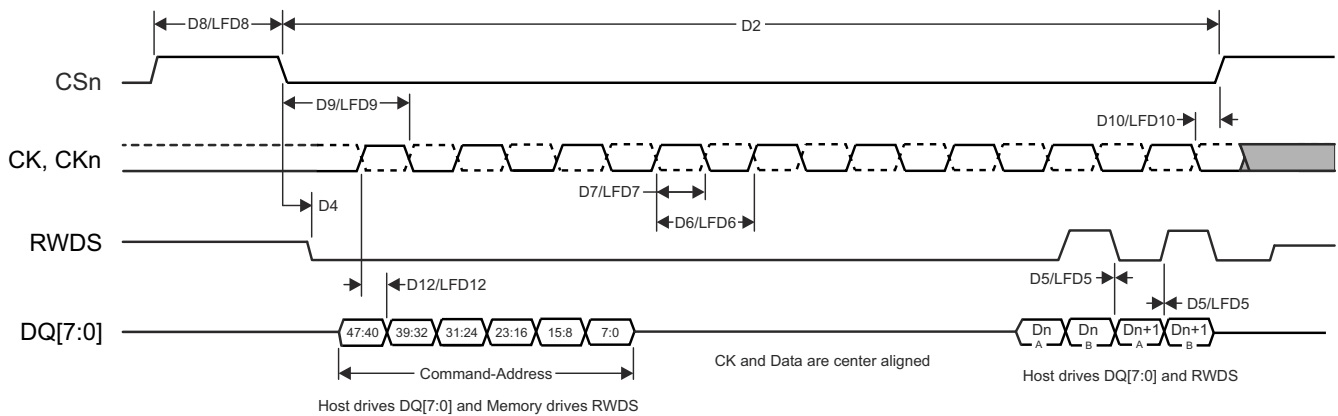 D8/LFD8
D2
CSn
D9/LFD9
D10/LFD10
CK, CKn
D7/LFD7
D4
D6/LFD6
RWDS
D12/LFD12
D5/LFD5
D5/LFD5
DQ[7:0]
47:40 39:32 31:24 23:16 15:8 7:0
Dn A Dn B Dn+1 A Dn+1 B
CK and Data are center aligned
Command-Address
Host drives DQ[7:0] and RWDS
Host drives DQ[7:0] and Memory drives RWDS